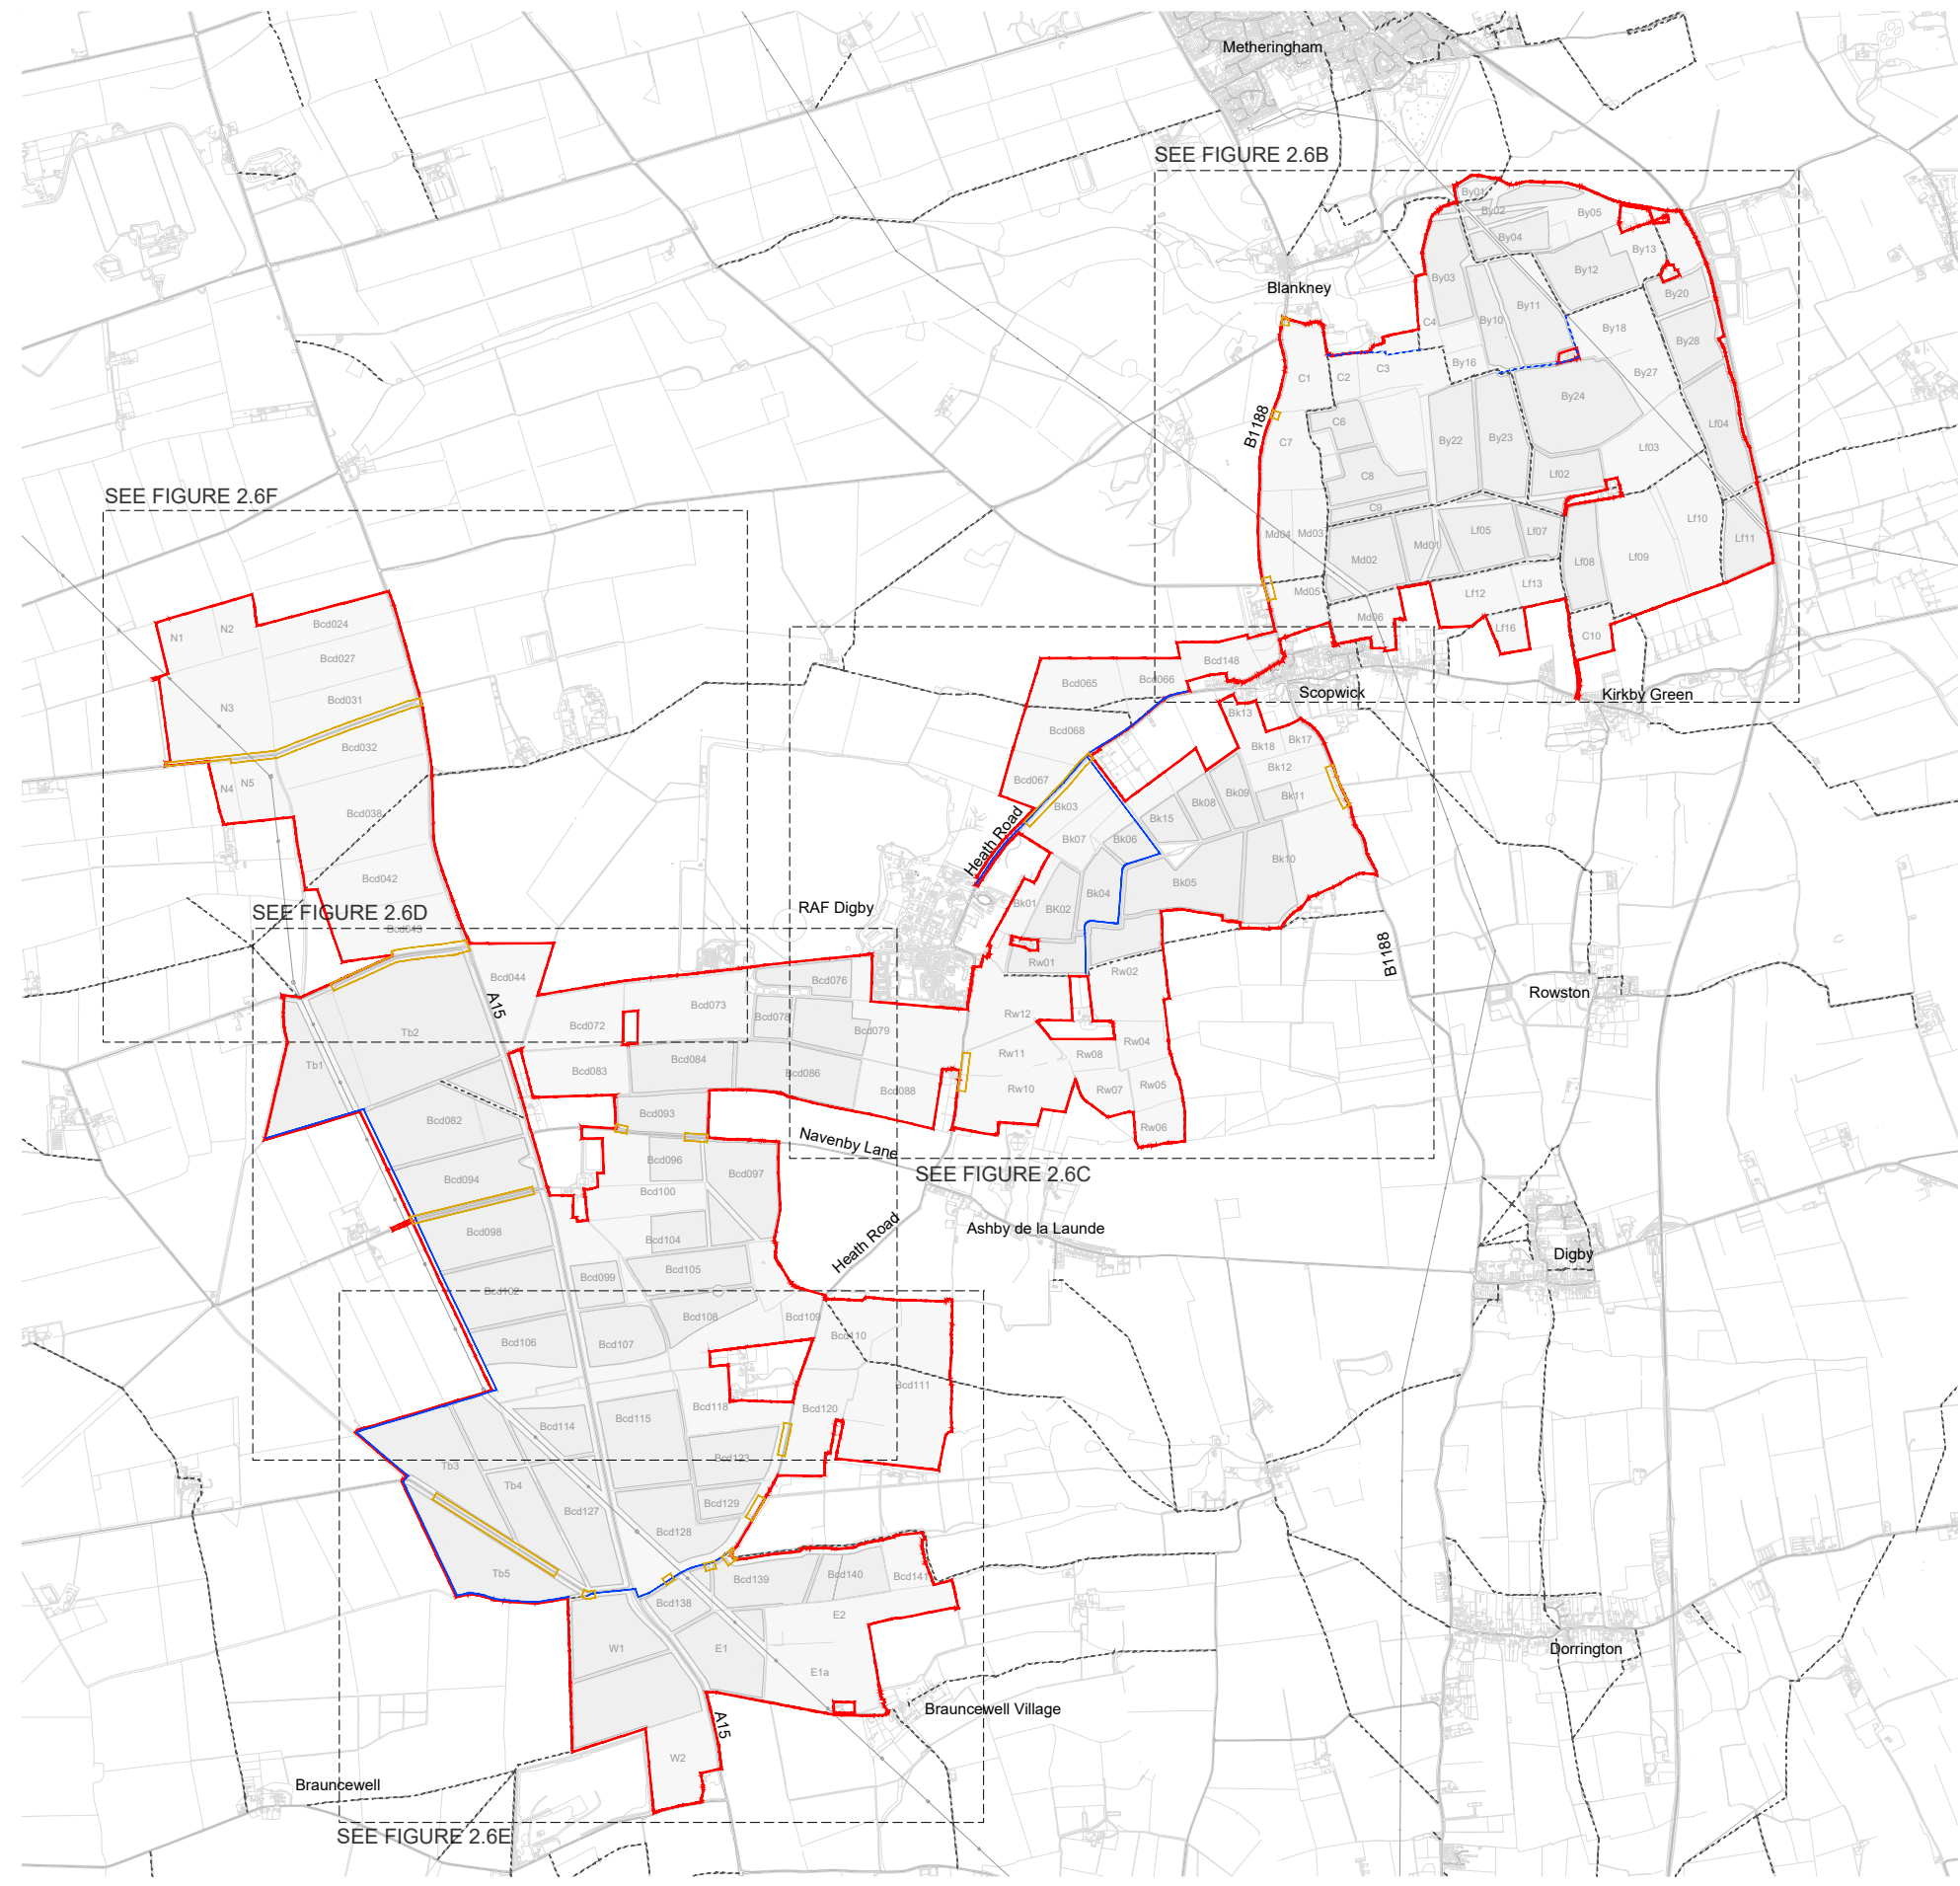 Metheringham
SEE FIGURE 2.6B
By01
By02
By05
By04
By13
By12
By03
By20
Blankney
By11
C4
By10
By18
By28
By16
C3
C2
C1
By27
By24
B1188
C6
C7
By22
By23
Lf04
Lf03
C8
Lf02
SEE FIGURE 2.6F
C9
Lf10
Md04
Md03
Md01
Lf05
Lf07
Lf11
Md02
Lf08
Lf09
Md05
Lf13
Lf12
Md06
Lf16
C10
N1
N2
Bcd024
Bcd027
Bcd031
N3
Bcd032
N5
N4
Bcd038
Bcd042
Bcd148
Bcd066
Bcd065
Scopwick
Kirkby Green
Bcd068
Bk13
Bk17
Bk18
Bk12
Bcd067
Bk03
Bk08
Bk09
Bk11
Bk15
Heath Road
Bk07
Bk06
Bk10
Bk05
Bk04
Bk01
BK02
RAF Digby
SEE FIGURE 2.6D
B1188
Rw01
Rw02
Bcd044
Bcd076
Rowston
A15
Bcd073
Bcd078
Rw12
Bcd072
Bcd079
Tb2
Rw04
Rw11
Rw08
Tb1
Bcd084
Bcd083
Bcd086
Bcd088
Rw10
Rw07
Rw05
Bcd093
Bcd082
Rw06
Navenby Lane
Bcd096
Bcd097
SEE FIGURE 2.6C
Bcd094
Bcd100
Heath Road
Ashby de la Launde
Bcd098
Bcd104
Digby
Bcd105
Bcd099
Bcd102
Bcd108
Bcd109
Bcd110
Bcd106
Bcd107
Bcd111
Bcd118
Bcd120
Bcd115
Bcd114
Bcd123
Tb3
Tb4
Bcd129
Bcd127
Bcd128
Tb5
Bcd139
Bcd140
Bcd141
Bcd138
E2
W1
E1
Dorrington
E1a
Brauncewell Village
A15
W2
Brauncewell
SEE FIGURE 2.6E